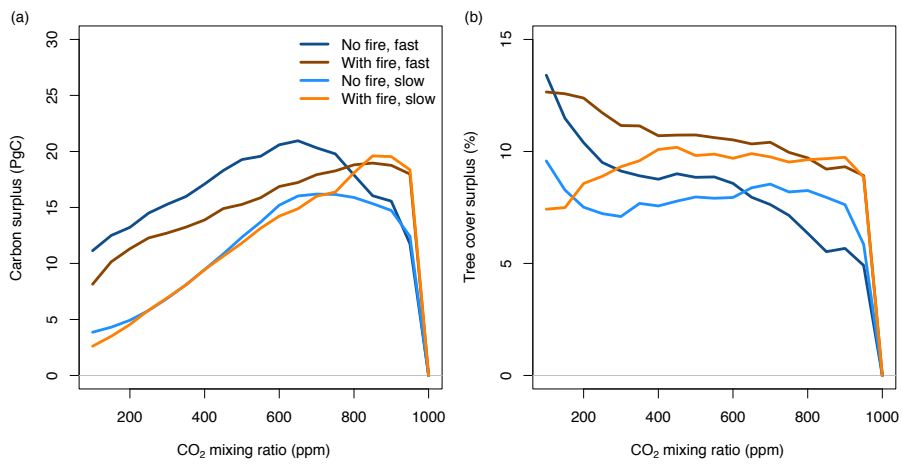 (a)
Carbon surplus (PgC)
30
25
20
15
10
5
0
No fire, fast
With fire, fast
No fire, slow
With fire, slow
200
400
600
800
1000
CO₂ mixing ratio (ppm)
(b)
Tree cover surplus (%)
15
10
5
0
200
400
600
800
1000
CO₂ mixing ratio (ppm)